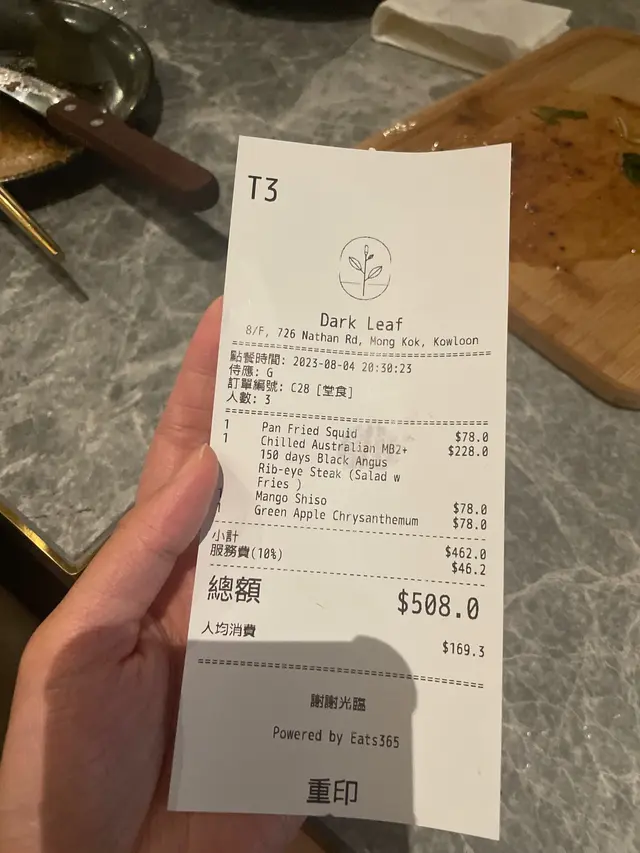 T3
Dark Leaf
8/F, 726 Nathan Rd, Mong Kok, Kowloon
點餐時間: 2023-08-04 20:30:23
侍應: G
訂單編號: C28 [堂食]
人數: 3
1 Pan Fried Squid $78.0
1 Chilled Australian MB2+ $228.0
150 days Black Angus
Rib-eye Steak (Salad w
Fries )
Mango Shiso $78.0
1 Green Apple Chrysanthemum $78.0
小計 $462.0
服務費(10%) $46.2
總額 $508.0
人均消費 $169.3
謝謝光臨
Powered by Eats365
重印